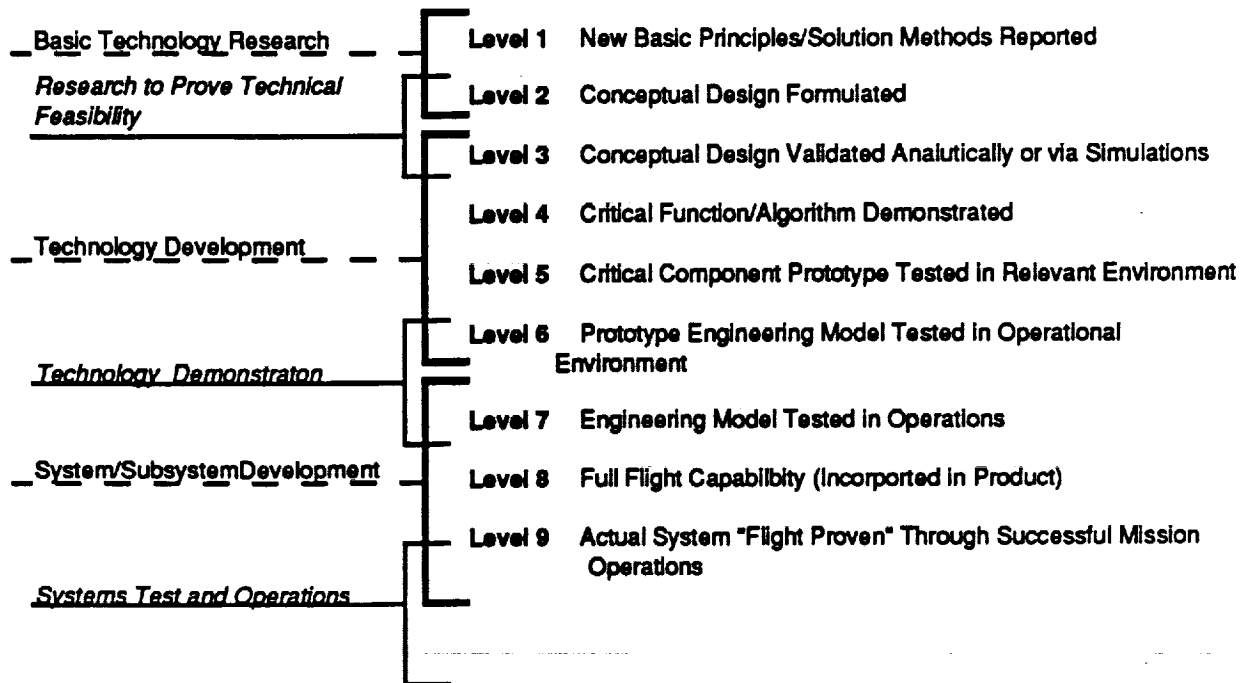 Basic Technology Research
Level 1 New Basic Principles/Solution Methods Reported
Research to Prove Technical
Feasibility
Level 2 Conceptual Design Formulated
Level 3 Conceptual Design Validated Analutically or via Simulations
Level 4 Critical Function/Algorithm Demonstrated
Technology Development
Level 5 Critical Component Prototype Tested in Relevant Environment
Level 6 Prototype Engineering Model Tested in Operational
Environment
Technology Demonstraton
Level 7 Engineering Model Tested in Operations
System/SubsystemDevelopment
Level 8 Full Flight Capabilbity (Incorported in Product)
Level 9 Actual System "Flight Proven" Through Successful Mission
Operations
Systems Test and Operations